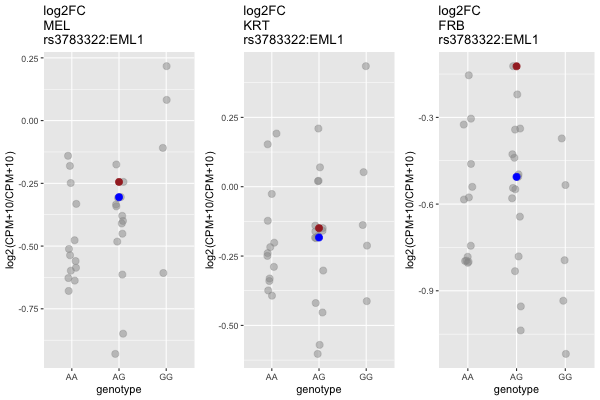 log2FC
MEL
rs3783322:EML1
log2(CPM+10/CPM+10)
0.25
0.00
-0.25
-0.50
-0.75
AA AG GG
genotype
log2FC
KRT
rs3783322:EML1
log2(CPM+10/CPM+10)
0.25
0.00
-0.25
-0.50
AA AG GG
genotype
log2FC
FRB
rs3783322:EML1
log2(CPM+10/CPM+10)
-0.3
-0.6
-0.9
AA AG GG
genotype